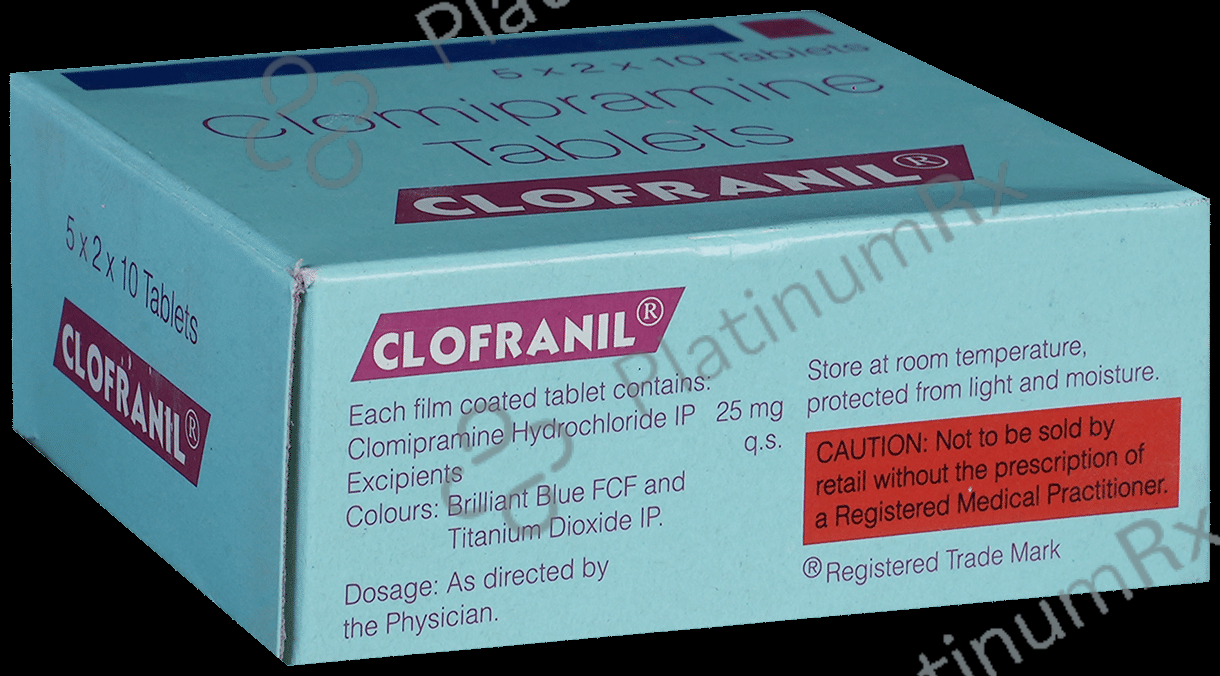 5 x 2 x 10 Tablets
Clomipramine
Tablets
CLOFRANIL®
5 x 2 x 10 Tablets
CLOFRANIL®
CLOFRANIL®
Each film coated tablet contains:
Clomipramine Hydrochloride IP 25 mg
Excipients q.s.
Colours: Brilliant Blue FCF and
Titanium Dioxide IP.
Dosage: As directed by
the Physician.
Store at room temperature,
protected from light and moisture.
CAUTION: Not to be sold by
retail without the prescription of
a Registered Medical Practitioner.
®Registered Trade Mark
PlatinumRx